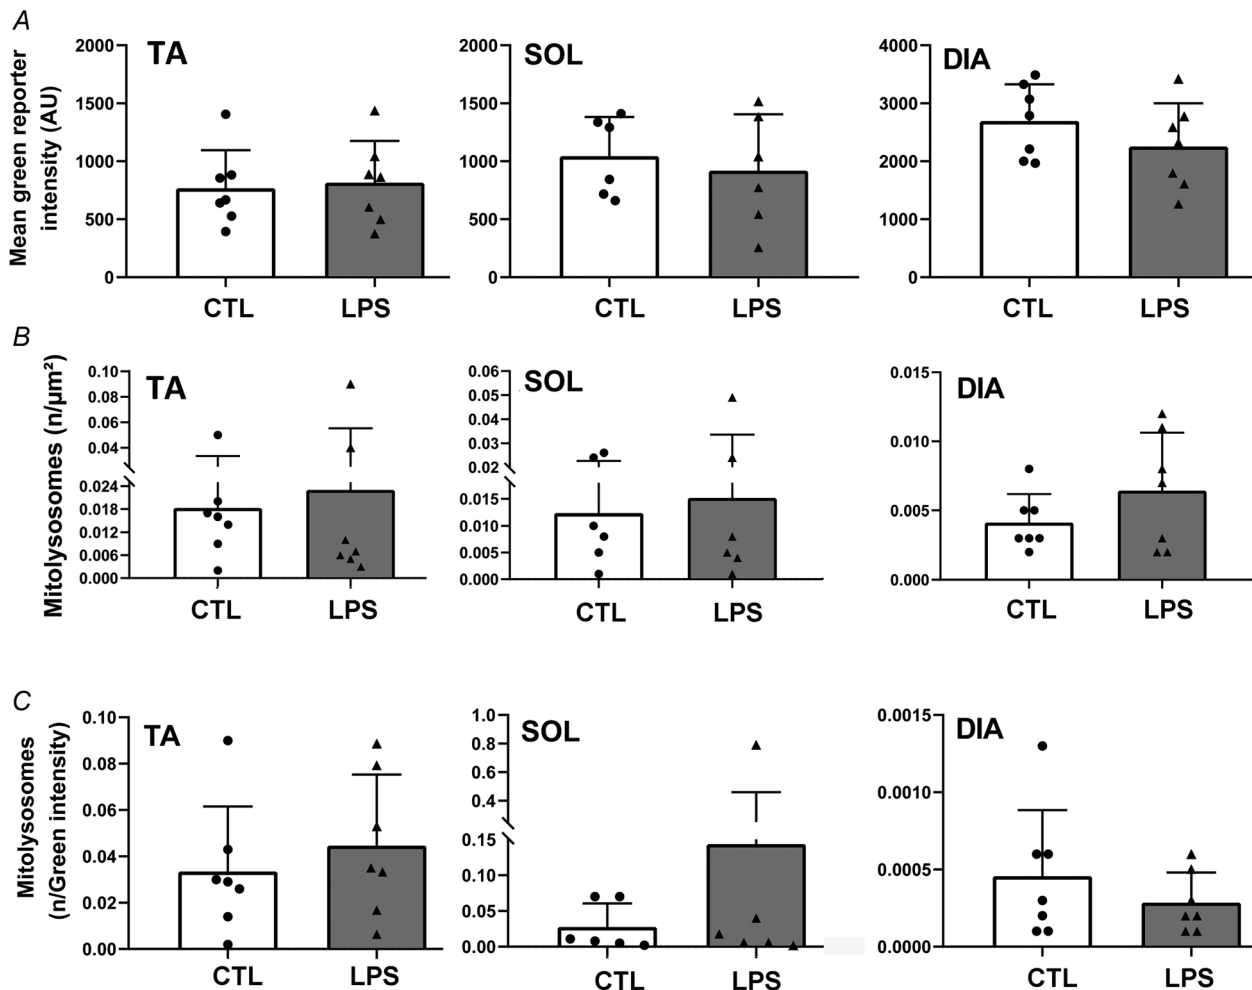 A
Mean green reporter
intensity (AU)
TA
2000
1500
1000
500
0
CTL
LPS
SOL
2000
1500
1000
500
0
CTL
LPS
DIA
4000
3000
2000
1000
0
CTL
LPS
B
Mitolysosomes (n/µm²)
TA
0.10
0.08
0.06
0.04
0.024
0.018
0.012
0.006
0.000
CTL
LPS
SOL
0.06
0.05
0.04
0.03
0.02
0.015
0.010
0.005
0.000
CTL
LPS
DIA
0.015
0.010
0.005
0.000
CTL
LPS
C
Mitolysosomes
(n/Green intensity)
TA
0.10
0.08
0.06
0.04
0.02
0.00
CTL
LPS
SOL
1.0
0.8
0.6
0.4
0.15
0.10
0.05
0.00
CTL
LPS
DIA
0.0015
0.0010
0.0005
0.0000
CTL
LPS